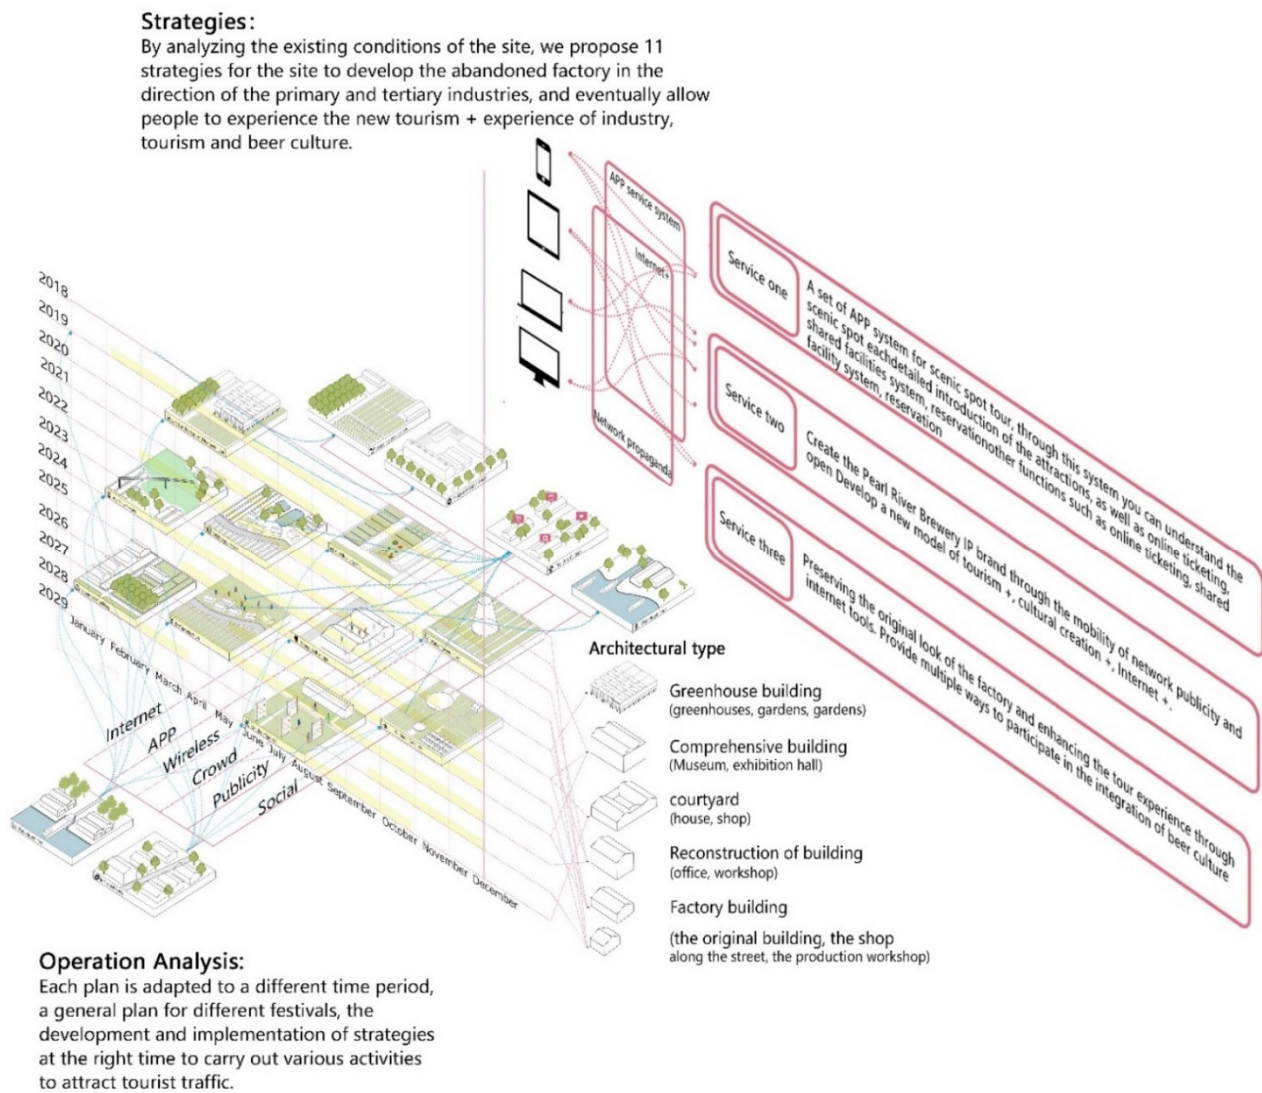 Strategies:
By analyzing the existing conditions of the site, we propose 11
strategies for the site to develop the abandoned factory in the
direction of the primary and tertiary industries, and eventually allow
people to experience the new tourism + experience of industry,
tourism and beer culture.
APP service system
Internet+
Network propaganda
Service one
A set of APP system for scenic spot tour, through this system you can understand the
scenic spot eachdetailed introduction of the attractions, as well as online ticketing,
shared facilities system, reservationother functions such as online ticketing, shared
facility system, reservation
Service two
Create the Pearl River Brewery IP brand through the mobility of network publicity and
open Develop a new model of tourism +, cultural creation +, Internet +.
Service three
Preserving the original look of the factory and enhancing the tour experience through
internet tools. Provide multiple ways to participate in the integration of beer culture
2018
2019
2020
2021
2022
2023
2024
2025
2026
2027
2028
2029
January February March April May June July August September October November December
Internet
APP
Wireless
Crowd
Publicity
Social
Architectural type
Greenhouse building
(greenhouses, gardens, gardens)
Comprehensive building
(Museum, exhibition hall)
courtyard
(house, shop)
Reconstruction of building
(office, workshop)
Factory building
(the original building, the shop
along the street, the production workshop)
Operation Analysis:
Each plan is adapted to a different time period,
a general plan for different festivals, the
development and implementation of strategies
at the right time to carry out various activities
to attract tourist traffic.